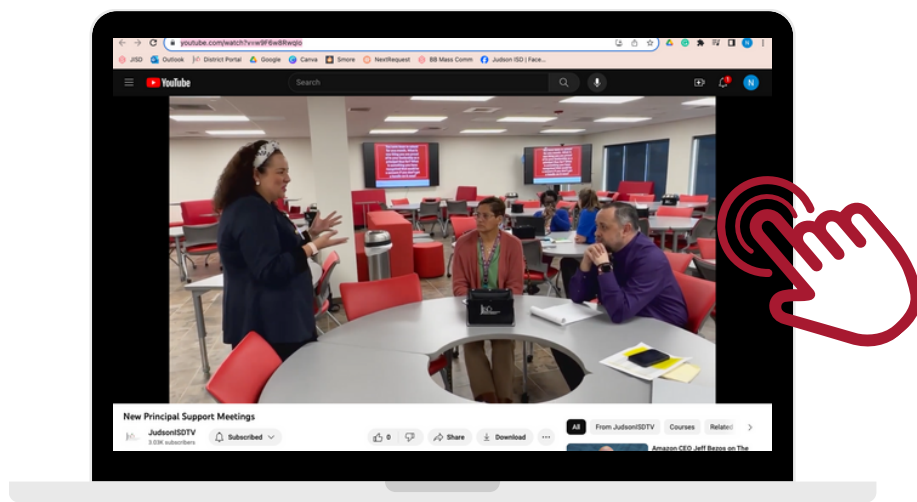 youtube.com/watch?v=w9F6w8Rwqlo
JISD Outlook District Portal Google Canva Smore NextRequest BB Mass Comm Judson ISD | Face...
YouTube Search N
New Principal Support Meetings
JudsonISDTV
3.03K subscribers
Subscribed
0 Share Download ...
All From JudsonISDTV Courses Related
Amazon CEO Jeff Bezos on The